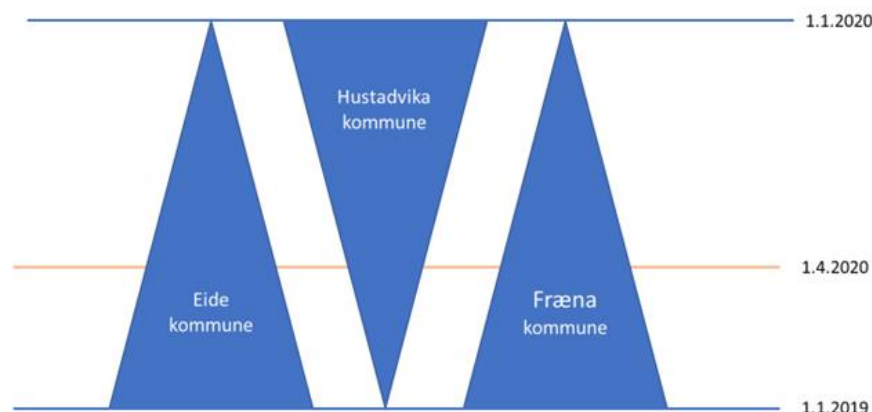 1.1.2020
Hustadvika
kommune
1.4.2020
Eide
kommune
Fræna
kommune
1.1.2019